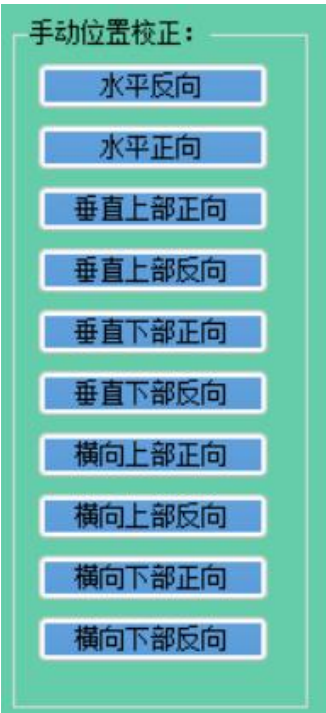 手动位置校正：
水平反向
水平正向
垂直上部正向
垂直上部反向
垂直下部正向
垂直下部反向
横向上部正向
横向上部反向
横向下部正向
横向下部反向